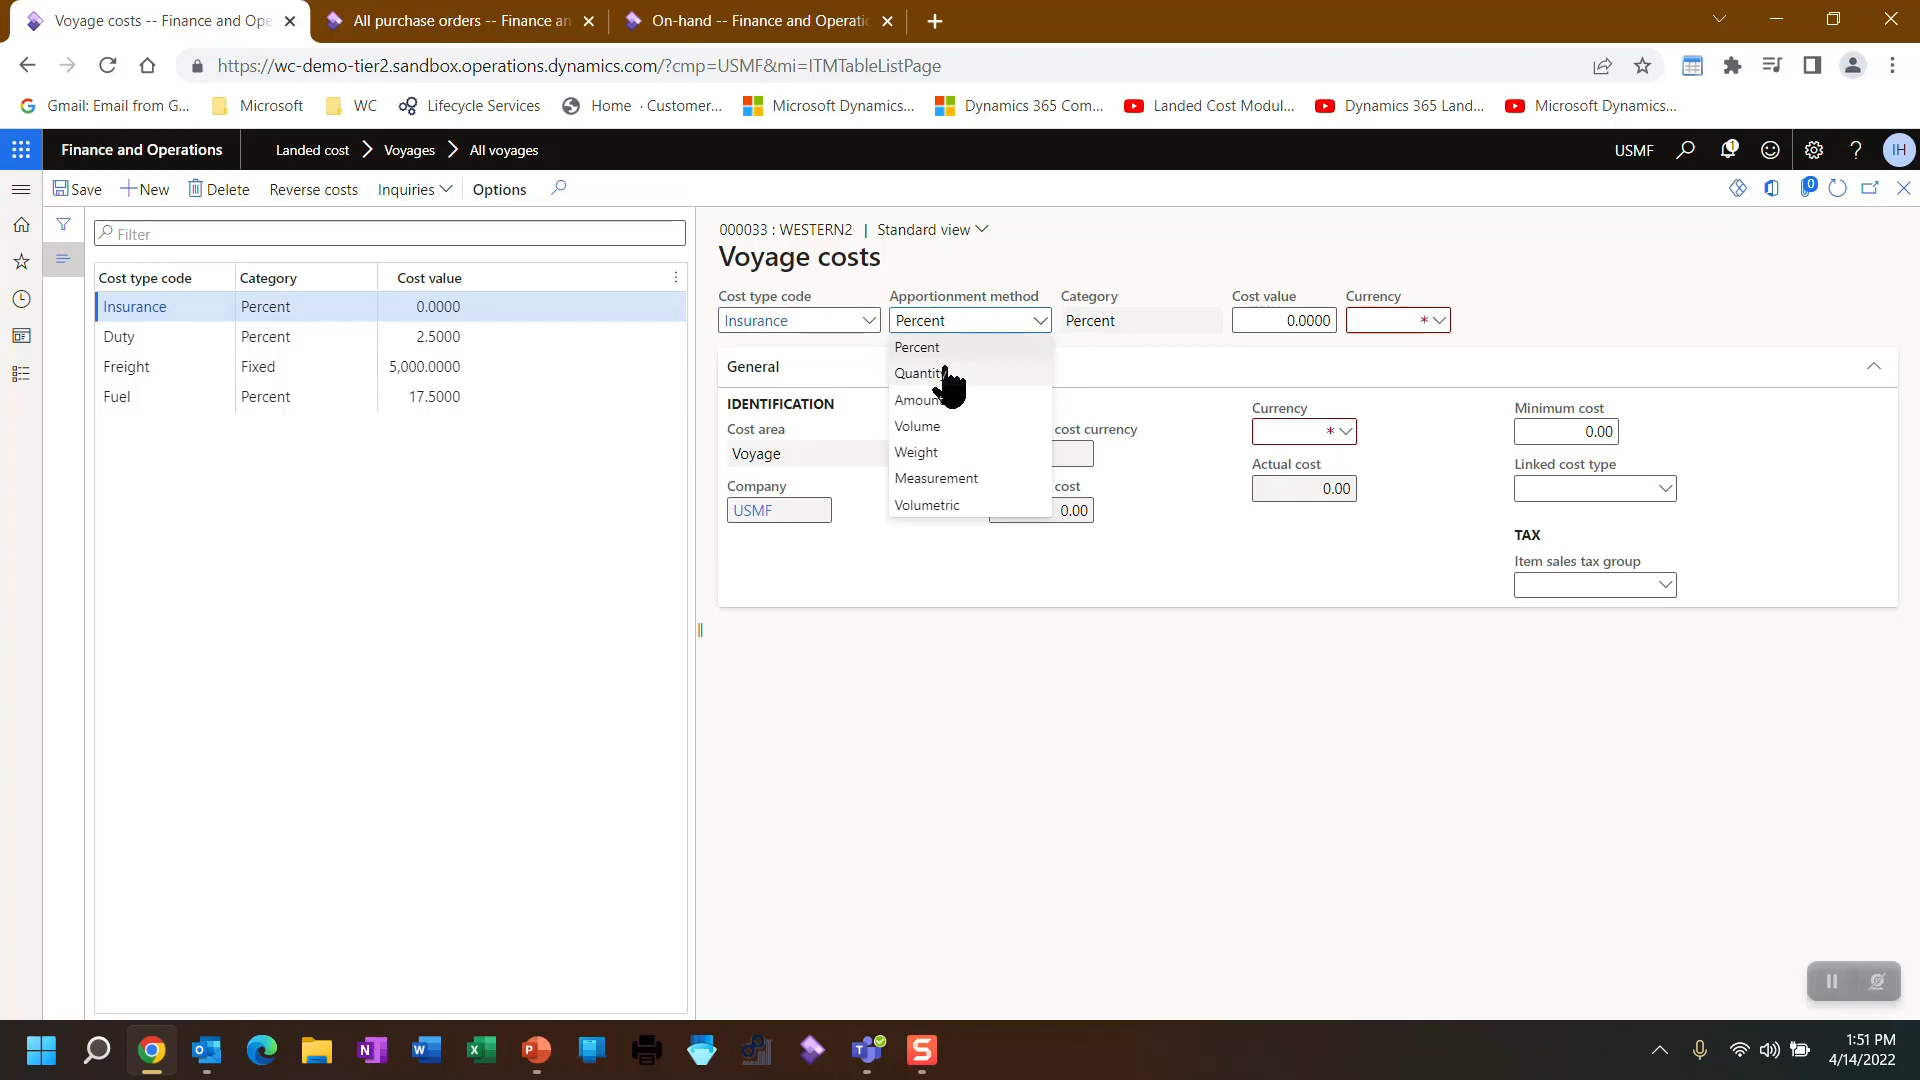 Voyage costs -- Finance and Ope
All purchase orders -- Finance an
On-hand -- Finance and Operatio
https://wc-demo-tier2.sandbox.operations.dynamics.com/?cmp=USMF&mi=ITMTableListPage
Gmail: Email from G...
Microsoft
WC
Lifecycle Services
Home · Customer...
Microsoft Dynamics...
Dynamics 365 Com...
Landed Cost Modul...
Dynamics 365 Land...
Microsoft Dynamics...
Finance and Operations
Landed cost
Voyages
All voyages
USMF
1
?
IH
Save
New
Delete
Reverse costs
Inquiries
Options
0
Filter
Cost type code Category Cost value
Insurance Percent 0.0000
Duty Percent 2.5000
Freight Fixed 5,000.0000
Fuel Percent 17.5000
000033 : WESTERN2 | Standard view
Voyage costs
Cost type code Apportionment method Category Cost value Currency
Insurance Percent Percent 0.0000 *
Percent
Quantity
Amount
Volume
Weight
Measurement
Volumetric
General
IDENTIFICATION
Cost area
Voyage
Company
USMF
cost currency
cost
0.00
Currency
*
Actual cost
0.00
Minimum cost
0.00
Linked cost type
TAX
Item sales tax group
1:51 PM
4/14/2022